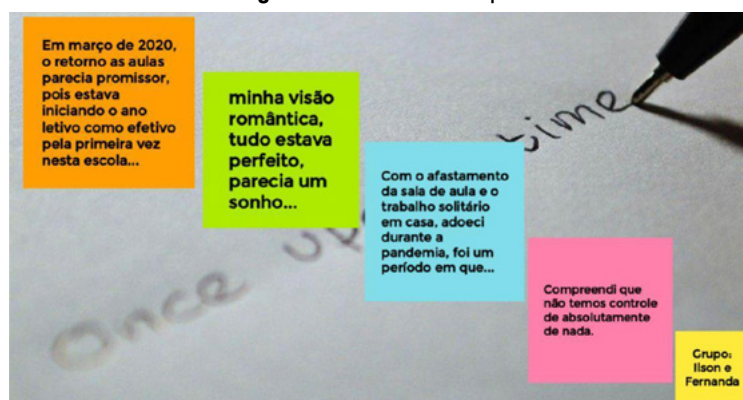 Em março de 2020,
o retorno as aulas
parecia promissor,
pois estava
iniciando o ano
letivo como efetivo
pela primeira vez
nesta escola...
minha visão
romântica,
tudo estava
perfeito,
parecia um
sonho...
Com o afastamento
da sala de aula e o
trabalho solitário
em casa, adoeci
durante a
pandemia, foi um
período em que...
Compreendi que
não temos controle
de absolutamente
de nada.
Grupo:
Ilson e
Fernanda
Once
time